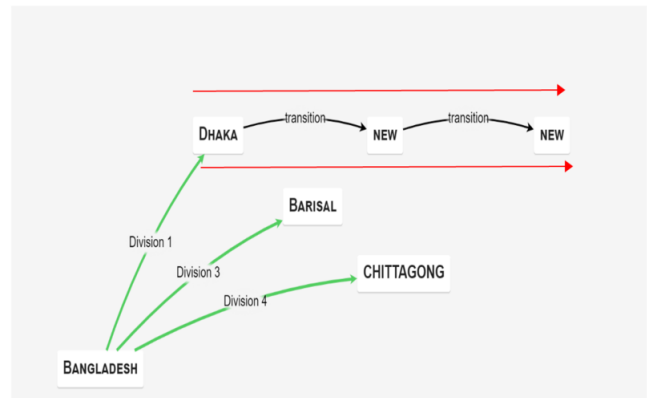 DHAKA transition NEW transition NEW
BARISAL
Division 1
Division 3
CHITTAGONG
Division 4
BANGLADESH